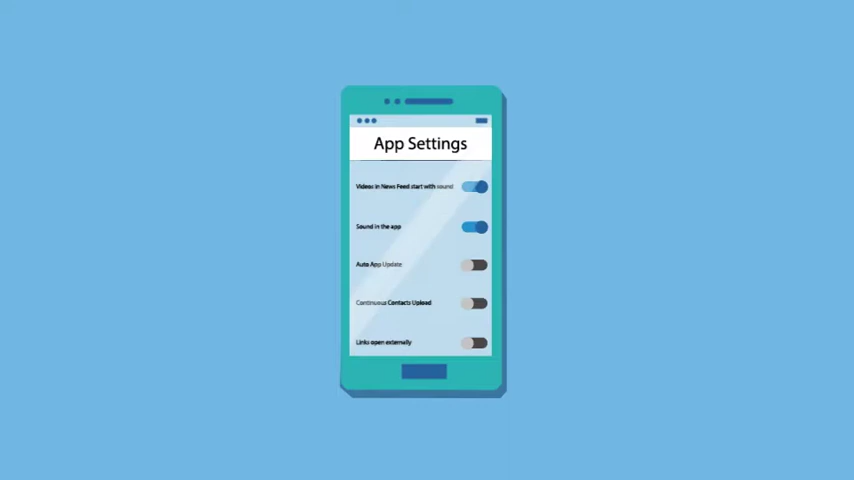 App Settings
Videos in News Feed start with sound
Sound in the app
Auto App Update
Continuous Contacts Upload
Links open externally